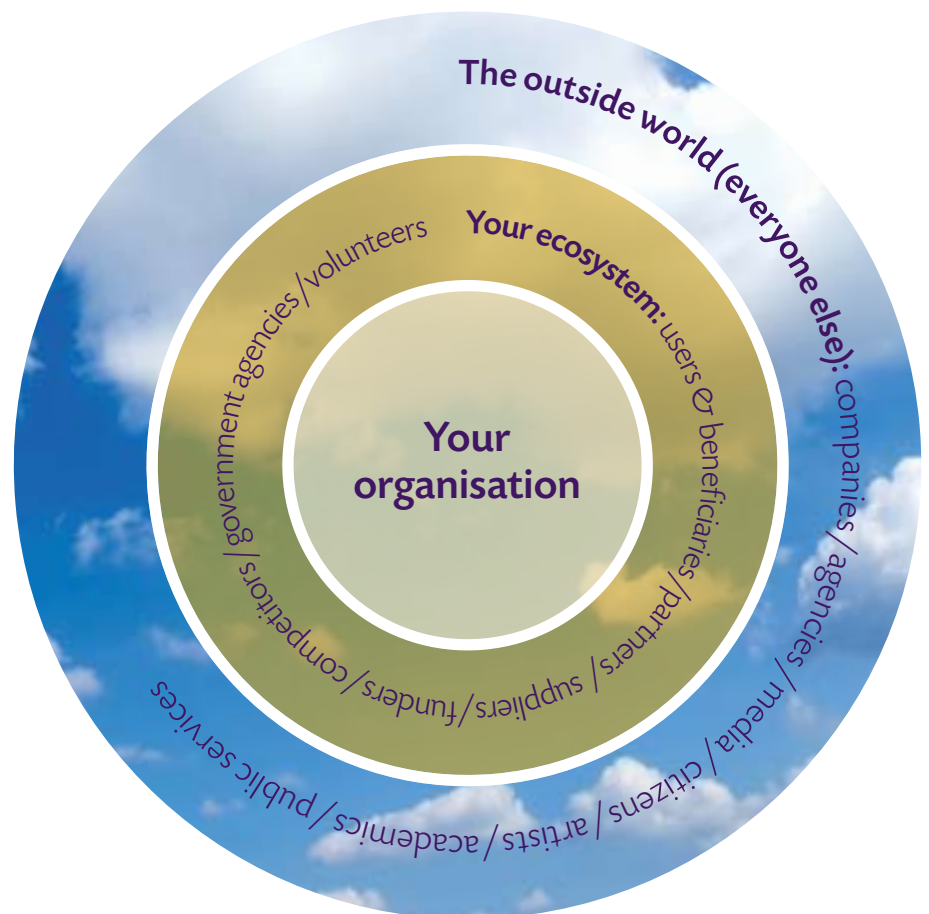 The outside world (everyone else): companies / agencies / media / citizens / artists / academics / public services
Your ecosystem: users & beneficiaries/partners / suppliers/funders/ competitors /government agencies/volunteers
Your
organisation